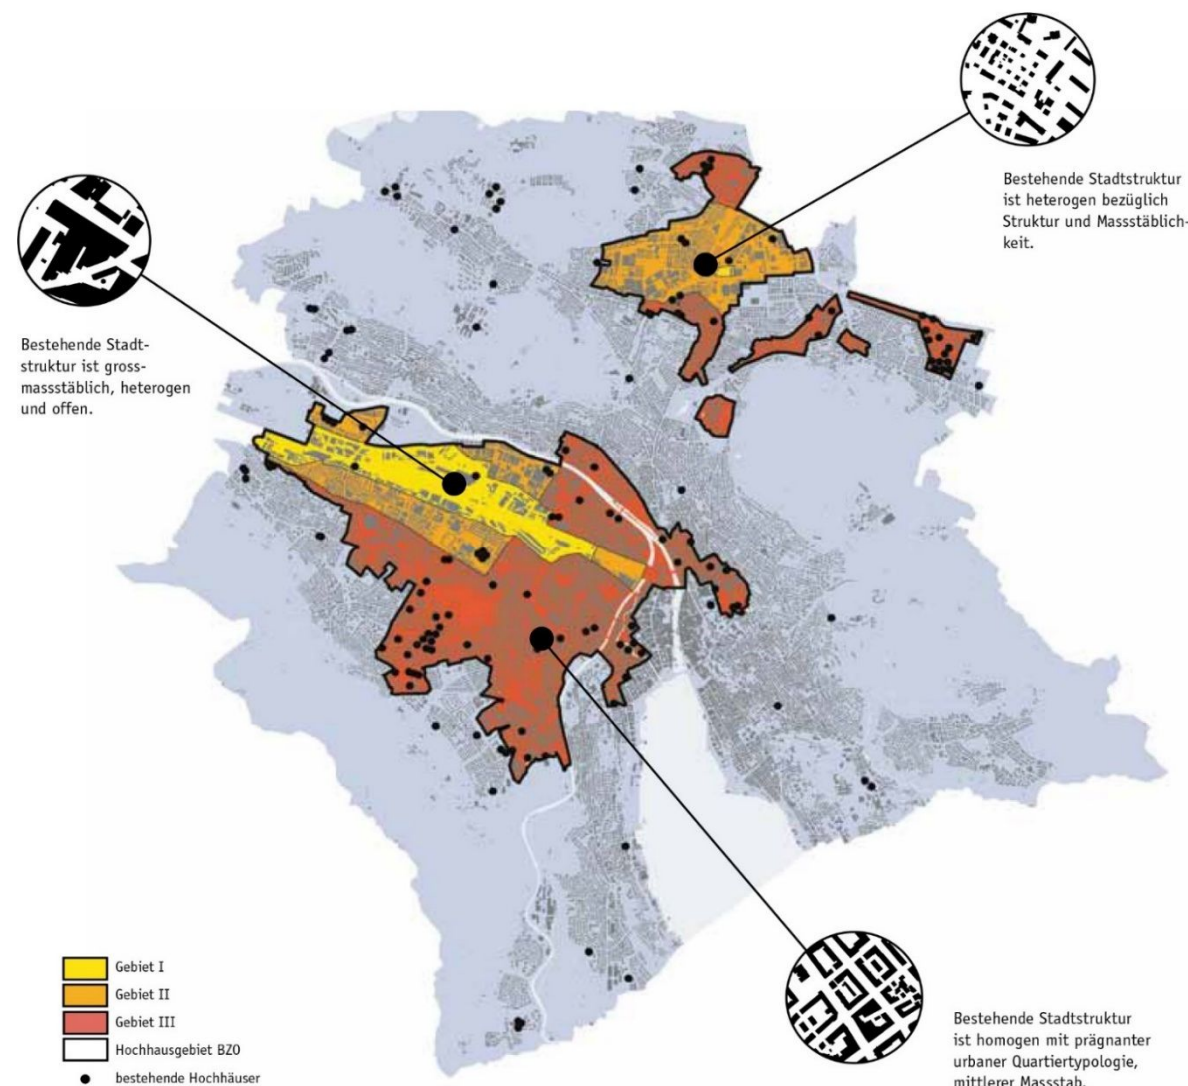 Bestehende Stadtstruktur
ist heterogen bezüglich
Struktur und Massstäblich-
keit.
Bestehende Stadt-
struktur ist gross-
massstäblich, heterogen
und offen.
Gebiet I
Gebiet II
Gebiet III
Hochhausgebiet BZO
bestehende Hochhäuser
Bestehende Stadtstruktur
ist homogen mit prägnanter
urbaner Quartiertypologie,
mittlerer Massstab.